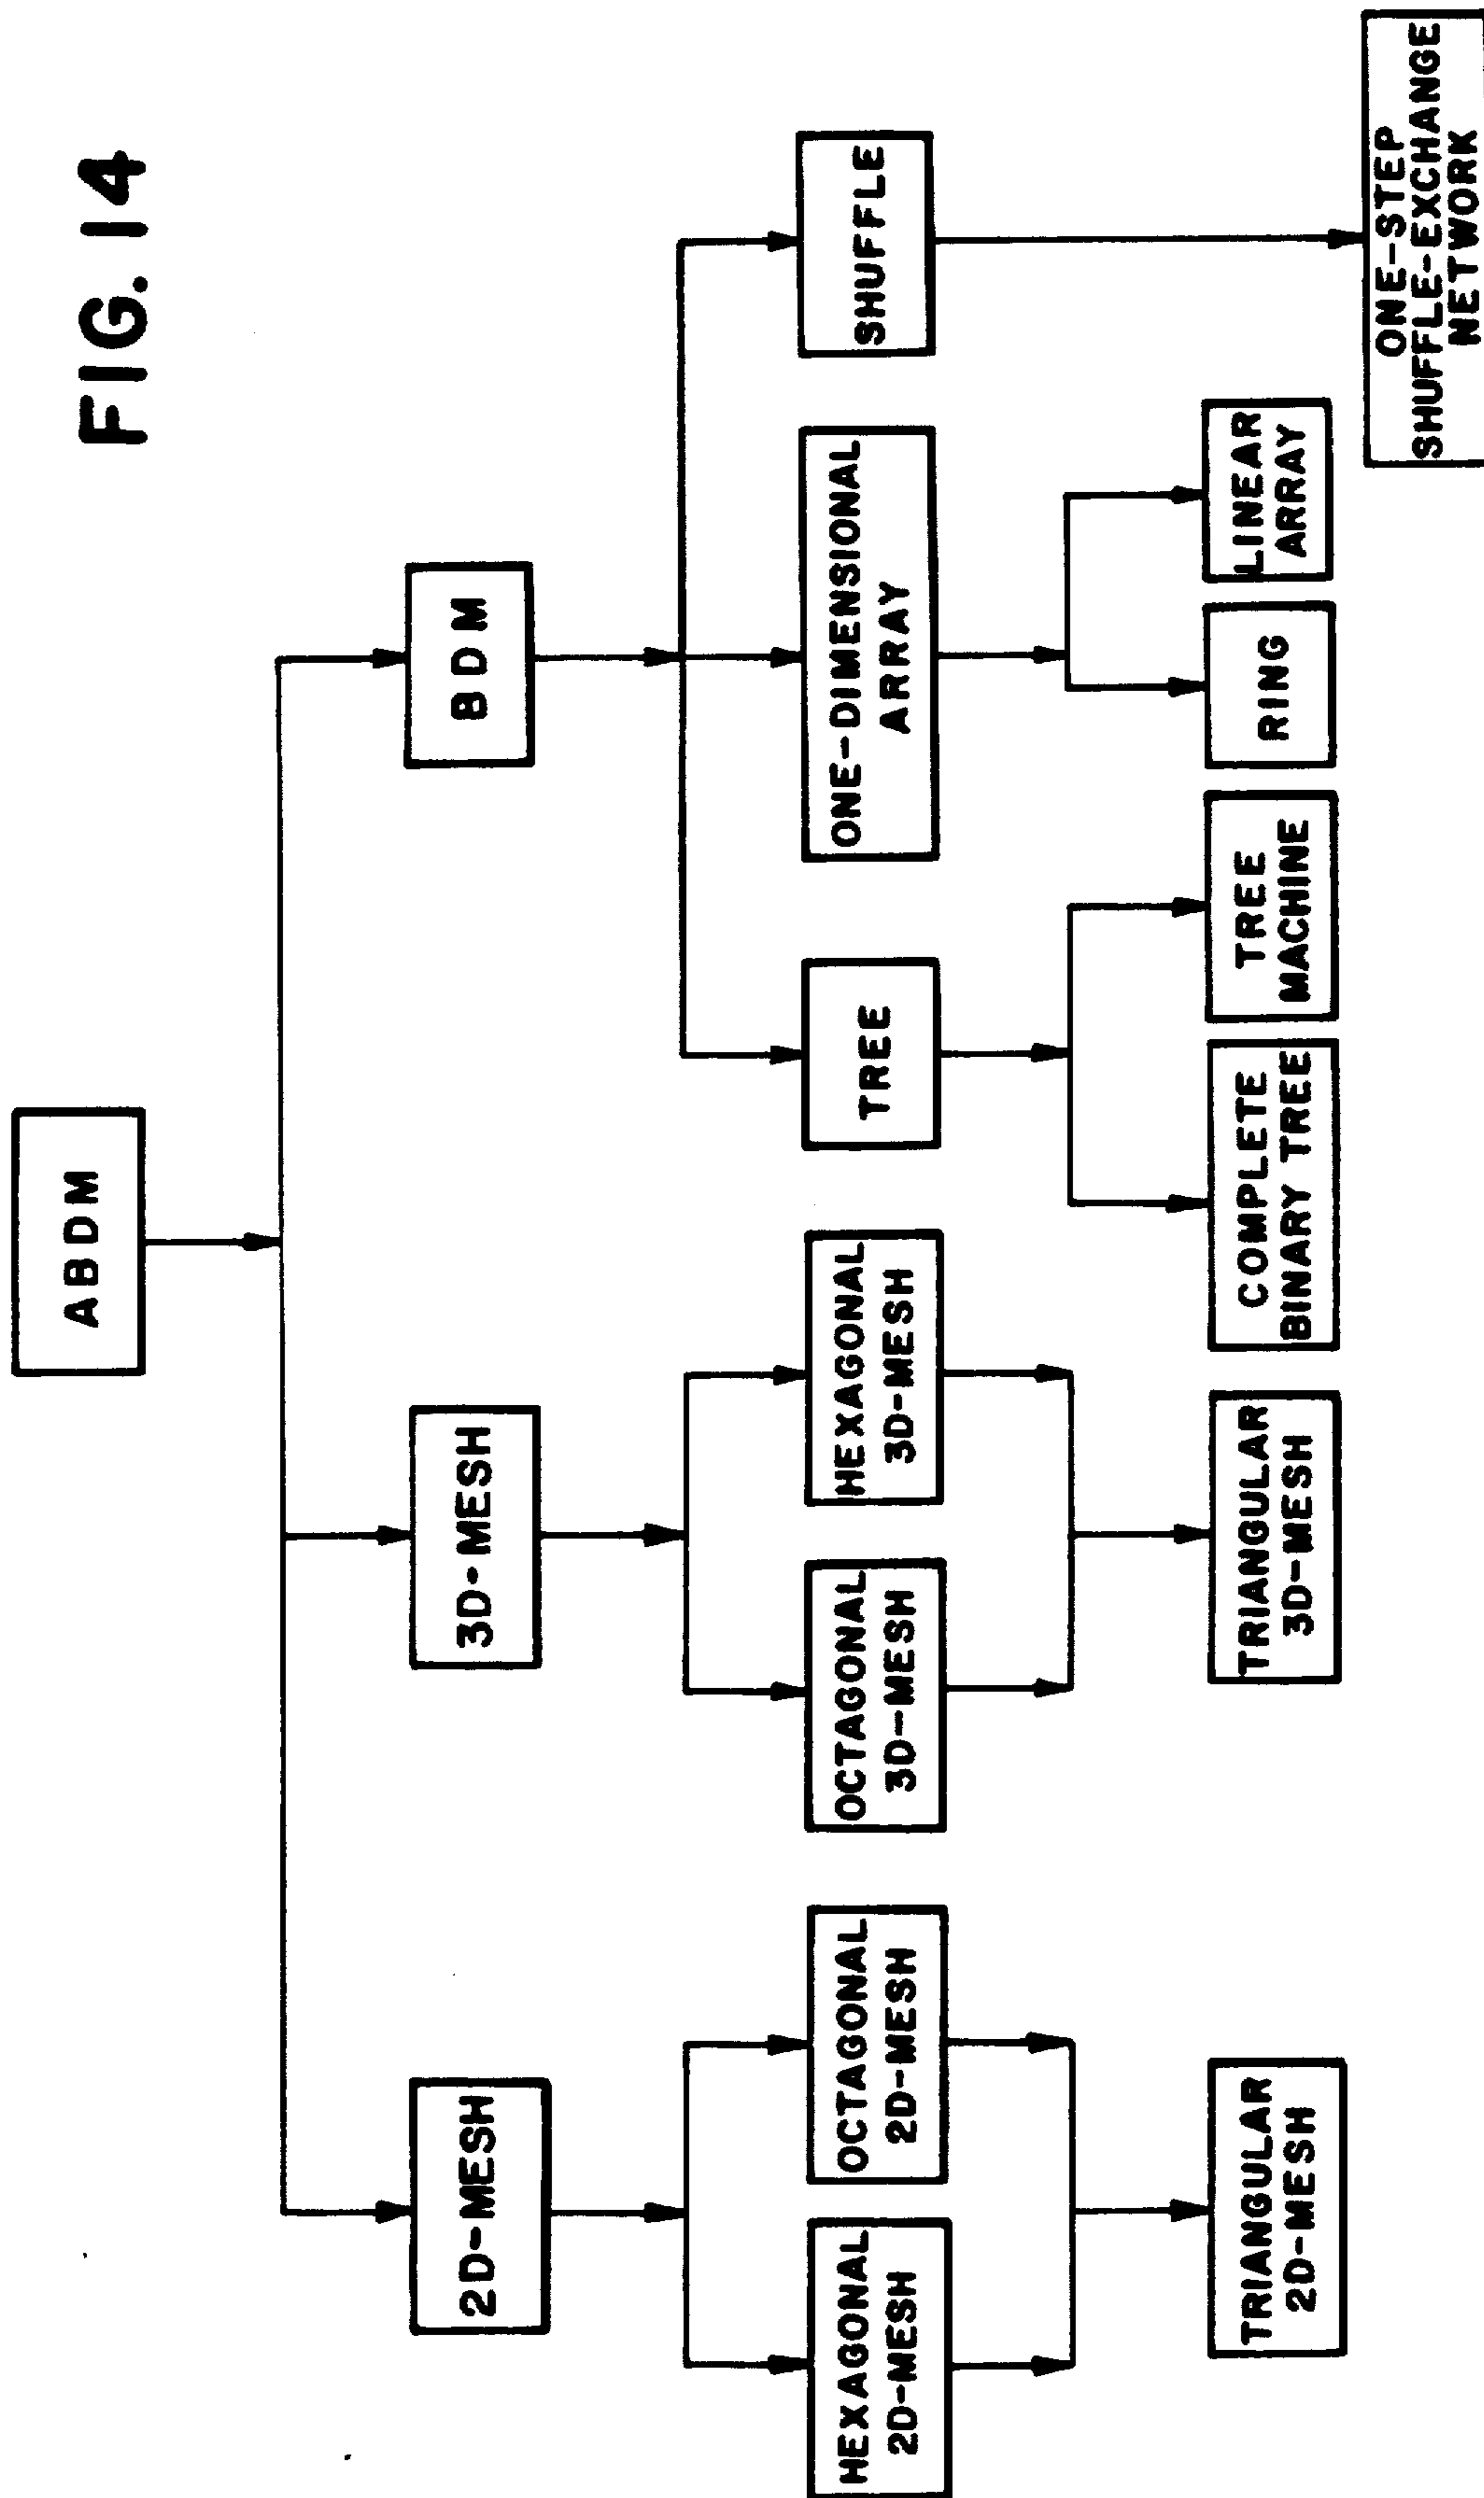 FIG. 14
ABDM
2D-MESH
3D-MESH
BDM
HEXAGONAL
2D-MESH
OCTAGONAL
2D-MESH
OCTAGONAL
3D-MESH
HEXAGONAL
3D-MESH
TREE
ONE-DIMENSIONAL
ARRAY
SHUFFLE
TRIANGULAR
2D-MESH
TRIANGULAR
3D-MESH
COMPLETE
BINARY TREE
TREE
MACHINE
RING
LINEAR
ARRAY
ONE-STEP
SHUFFLE-EXCHANGE
NETWORK